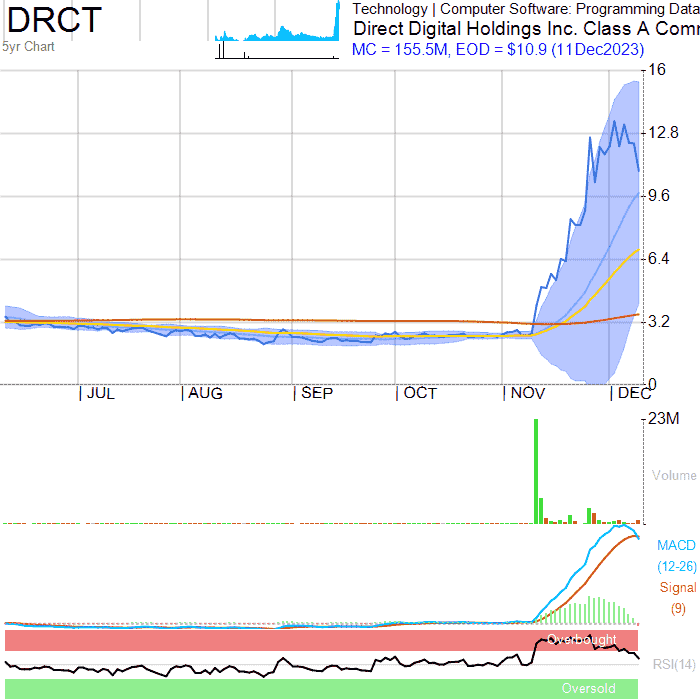 DRCT
5yr Chart
Technology | Computer Software: Programming Data
Direct Digital Holdings Inc. Class A Comm
MC = 155.5M, EOD = $10.9 (11Dec2023)
16
12.8
9.6
6.4
3.2
0
JUL AUG SEP OCT NOV DEC
23M
Volume
MACD
(12-26)
Signal
(9)
Overbought
RSI(14)
Oversold